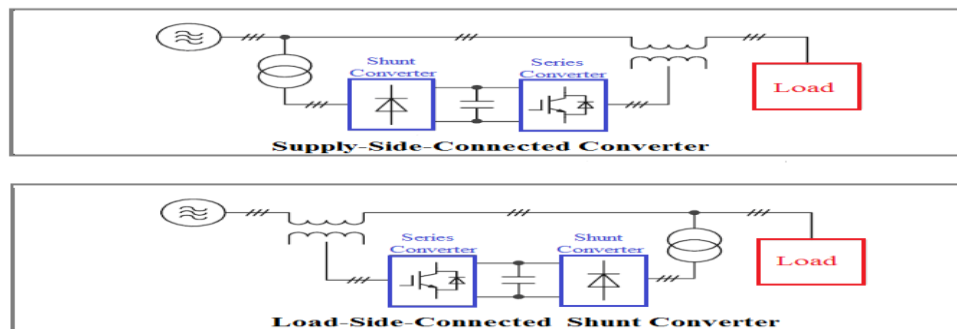 Shunt
Converter
Series
Converter
Load
Supply-Side-Connected Converter
Series
Converter
Shunt
Converter
Load
Load-Side-Connected Shunt Converter